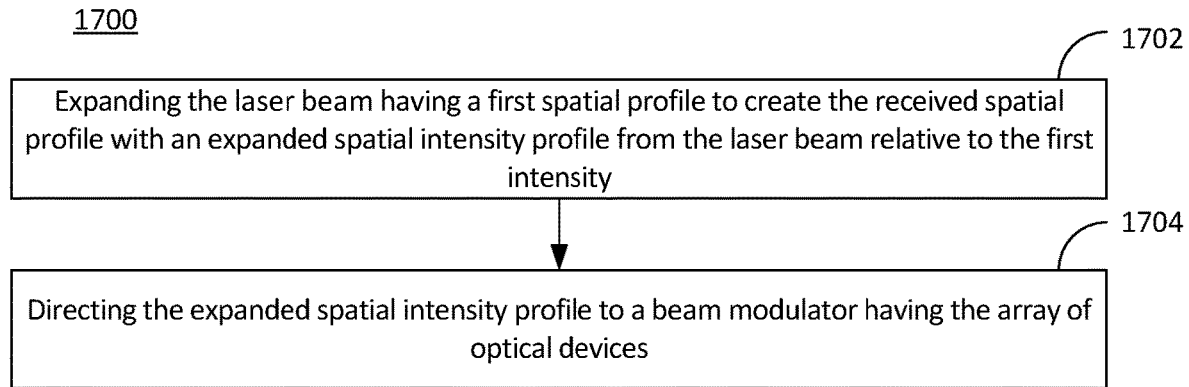 1700
1702
Expanding the laser beam having a first spatial profile to create the received spatial
profile with an expanded spatial intensity profile from the laser beam relative to the first
intensity
1704
Directing the expanded spatial intensity profile to a beam modulator having the array of
optical devices